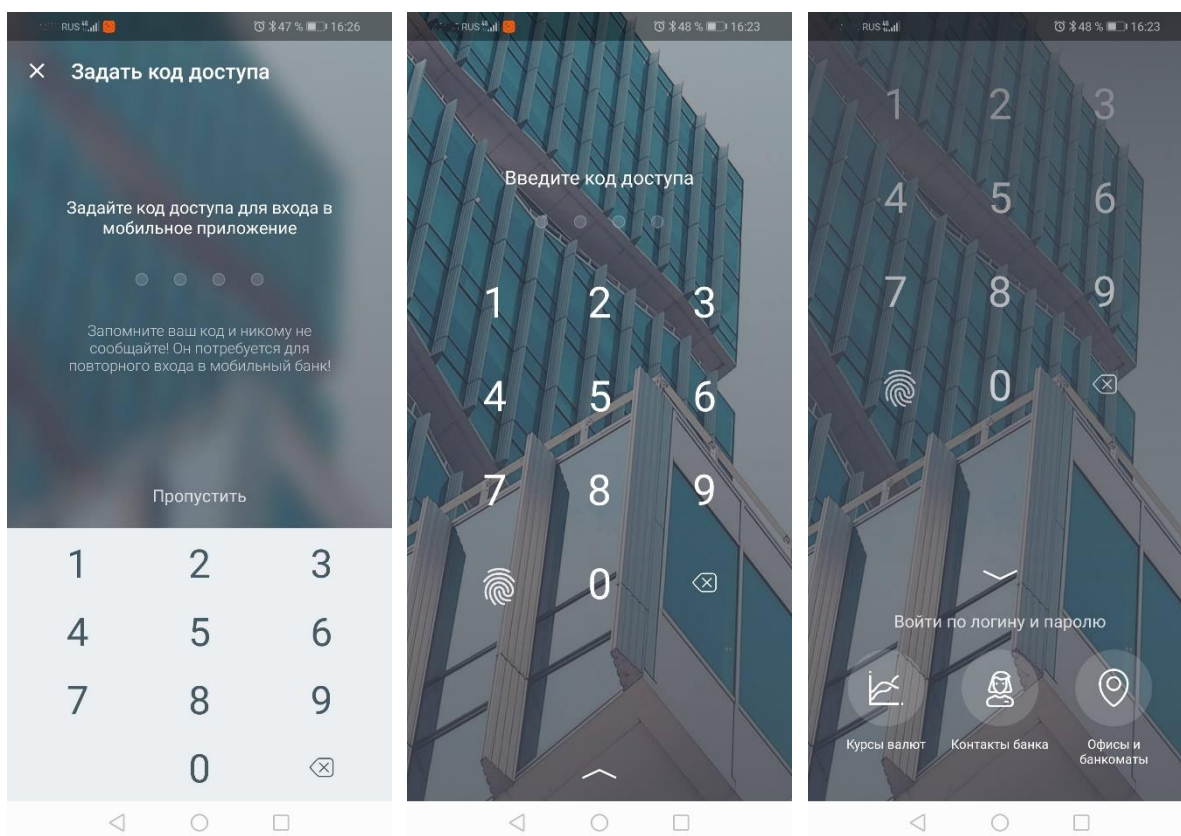 RUS 47 % 16:26
Задать код доступа
Задайте код доступа для входа в
мобильное приложение
Запомните ваш код и никому не
сообщайте! Он потребуется для
повторного входа в мобильный банк!
Пропустить
1 2 3
4 5 6
7 8 9
0
RUS 48 % 16:23
Введите код доступа
1 2 3
4 5 6
7 8 9
0
RUS 48 % 16:23
1 2 3
4 5 6
7 8 9
0
Войти по логину и паролю
Курсы валют
Контакты банка
Офисы и
банкоматы